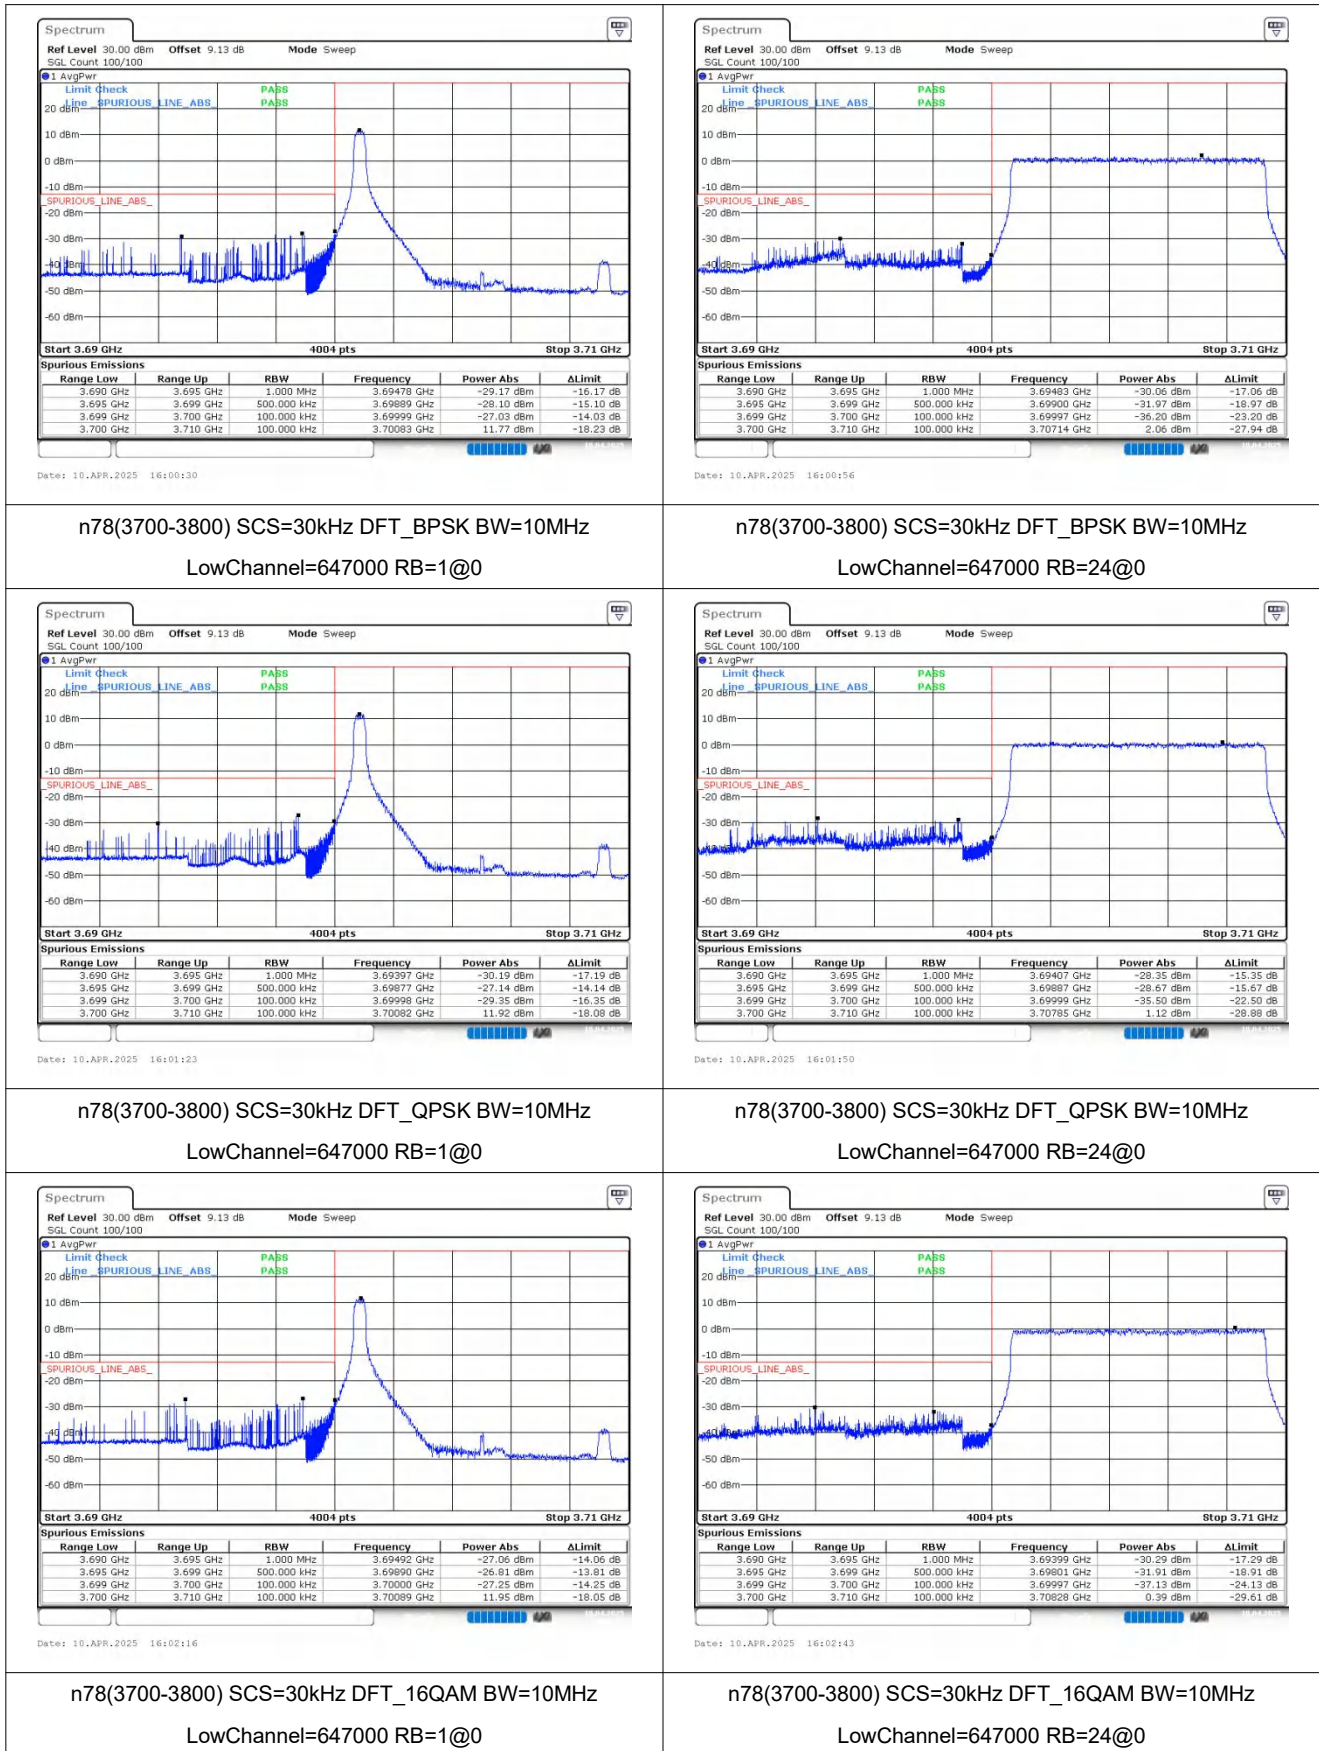 Spectrum
Ref Level 30.00 dBm Offset 9.13 dB Mode Sweep
SGL Count 100/100
1 AvgPwr
Limit Check PASS
Line _SPURIOUS_LINE_ABS_ PASS
20 dBm
10 dBm
0 dBm
-10 dBm
_SPURIOUS_LINE_ABS_
-20 dBm
-30 dBm
-40 dBm
-50 dBm
-60 dBm
Start 3.69 GHz 4004 pts Stop 3.71 GHz
Spurious Emissions
Range Low Range Up RBW Frequency Power Abs ΔLimit
3.690 GHz 3.695 GHz 1.000 MHz 3.69478 GHz -29.17 dBm -16.17 dB
3.695 GHz 3.699 GHz 500.000 kHz 3.69889 GHz -28.10 dBm -15.10 dB
3.699 GHz 3.700 GHz 100.000 kHz 3.69999 GHz -27.03 dBm -14.03 dB
3.700 GHz 3.710 GHz 100.000 kHz 3.70083 GHz 11.77 dBm -18.23 dB
Date: 10.APR.2025 16:00:30
n78(3700-3800) SCS=30kHz DFT_BPSK BW=10MHz
LowChannel=647000 RB=1@0
Spectrum
Ref Level 30.00 dBm Offset 9.13 dB Mode Sweep
SGL Count 100/100
1 AvgPwr
Limit Check PASS
Line _SPURIOUS_LINE_ABS_ PASS
20 dBm
10 dBm
0 dBm
-10 dBm
_SPURIOUS_LINE_ABS_
-20 dBm
-30 dBm
-40 dBm
-50 dBm
-60 dBm
Start 3.69 GHz 4004 pts Stop 3.71 GHz
Spurious Emissions
Range Low Range Up RBW Frequency Power Abs ΔLimit
3.690 GHz 3.695 GHz 1.000 MHz 3.69483 GHz -30.06 dBm -17.06 dB
3.695 GHz 3.699 GHz 500.000 kHz 3.69900 GHz -31.97 dBm -18.97 dB
3.699 GHz 3.700 GHz 100.000 kHz 3.69997 GHz -36.20 dBm -23.20 dB
3.700 GHz 3.710 GHz 100.000 kHz 3.70714 GHz 2.06 dBm -27.94 dB
Date: 10.APR.2025 16:00:56
n78(3700-3800) SCS=30kHz DFT_BPSK BW=10MHz
LowChannel=647000 RB=24@0
Spectrum
Ref Level 30.00 dBm Offset 9.13 dB Mode Sweep
SGL Count 100/100
1 AvgPwr
Limit Check PASS
Line _SPURIOUS_LINE_ABS_ PASS
20 dBm
10 dBm
0 dBm
-10 dBm
_SPURIOUS_LINE_ABS_
-20 dBm
-30 dBm
-40 dBm
-50 dBm
-60 dBm
Start 3.69 GHz 4004 pts Stop 3.71 GHz
Spurious Emissions
Range Low Range Up RBW Frequency Power Abs ΔLimit
3.690 GHz 3.695 GHz 1.000 MHz 3.69397 GHz -30.19 dBm -17.19 dB
3.695 GHz 3.699 GHz 500.000 kHz 3.69877 GHz -27.14 dBm -14.14 dB
3.699 GHz 3.700 GHz 100.000 kHz 3.69998 GHz -29.35 dBm -16.35 dB
3.700 GHz 3.710 GHz 100.000 kHz 3.70082 GHz 11.92 dBm -18.08 dB
Date: 10.APR.2025 16:01:23
n78(3700-3800) SCS=30kHz DFT_QPSK BW=10MHz
LowChannel=647000 RB=1@0
Spectrum
Ref Level 30.00 dBm Offset 9.13 dB Mode Sweep
SGL Count 100/100
1 AvgPwr
Limit Check PASS
Line _SPURIOUS_LINE_ABS_ PASS
20 dBm
10 dBm
0 dBm
-10 dBm
_SPURIOUS_LINE_ABS_
-20 dBm
-30 dBm
-40 dBm
-50 dBm
-60 dBm
Start 3.69 GHz 4004 pts Stop 3.71 GHz
Spurious Emissions
Range Low Range Up RBW Frequency Power Abs ΔLimit
3.690 GHz 3.695 GHz 1.000 MHz 3.69407 GHz -28.35 dBm -15.35 dB
3.695 GHz 3.699 GHz 500.000 kHz 3.69887 GHz -28.67 dBm -15.67 dB
3.699 GHz 3.700 GHz 100.000 kHz 3.69999 GHz -35.50 dBm -22.50 dB
3.700 GHz 3.710 GHz 100.000 kHz 3.70785 GHz 1.12 dBm -28.88 dB
Date: 10.APR.2025 16:01:50
n78(3700-3800) SCS=30kHz DFT_QPSK BW=10MHz
LowChannel=647000 RB=24@0
Spectrum
Ref Level 30.00 dBm Offset 9.13 dB Mode Sweep
SGL Count 100/100
1 AvgPwr
Limit Check PASS
Line _SPURIOUS_LINE_ABS_ PASS
20 dBm
10 dBm
0 dBm
-10 dBm
_SPURIOUS_LINE_ABS_
-20 dBm
-30 dBm
-40 dBm
-50 dBm
-60 dBm
Start 3.69 GHz 4004 pts Stop 3.71 GHz
Spurious Emissions
Range Low Range Up RBW Frequency Power Abs ΔLimit
3.690 GHz 3.695 GHz 1.000 MHz 3.69492 GHz -27.06 dBm -14.06 dB
3.695 GHz 3.699 GHz 500.000 kHz 3.69890 GHz -26.81 dBm -13.81 dB
3.699 GHz 3.700 GHz 100.000 kHz 3.70000 GHz -27.25 dBm -14.25 dB
3.700 GHz 3.710 GHz 100.000 kHz 3.70089 GHz 11.95 dBm -18.05 dB
Date: 10.APR.2025 16:02:16
n78(3700-3800) SCS=30kHz DFT_16QAM BW=10MHz
LowChannel=647000 RB=1@0
Spectrum
Ref Level 30.00 dBm Offset 9.13 dB Mode Sweep
SGL Count 100/100
1 AvgPwr
Limit Check PASS
Line _SPURIOUS_LINE_ABS_ PASS
20 dBm
10 dBm
0 dBm
-10 dBm
_SPURIOUS_LINE_ABS_
-20 dBm
-30 dBm
-40 dBm
-50 dBm
-60 dBm
Start 3.69 GHz 4004 pts Stop 3.71 GHz
Spurious Emissions
Range Low Range Up RBW Frequency Power Abs ΔLimit
3.690 GHz 3.695 GHz 1.000 MHz 3.69399 GHz -30.29 dBm -17.29 dB
3.695 GHz 3.699 GHz 500.000 kHz 3.69801 GHz -31.91 dBm -18.91 dB
3.699 GHz 3.700 GHz 100.000 kHz 3.69997 GHz -37.13 dBm -24.13 dB
3.700 GHz 3.710 GHz 100.000 kHz 3.70828 GHz 0.39 dBm -29.61 dB
Date: 10.APR.2025 16:02:43
n78(3700-3800) SCS=30kHz DFT_16QAM BW=10MHz
LowChannel=647000 RB=24@0